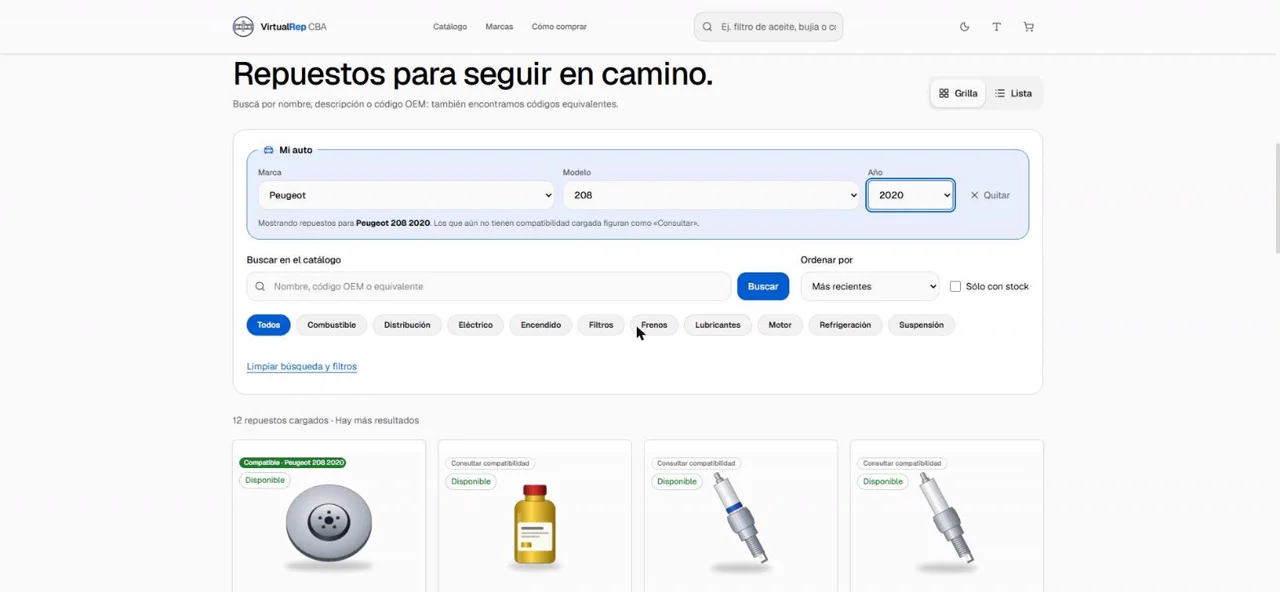 VirtualRep CBA
Catálogo Marcas Cómo comprar
Ej. filtro de aceite, bujia o cc
Repuestos para seguir en camino.
Buscá por nombre, descripción o código OEM: también encontramos códigos equivalentes.
Grilla Lista
Mi auto
Marca Modelo Año
Peugeot 208 2020 Quitar
Mostrando repuestos para Peugeot 208 2020. Los que aún no tienen compatibilidad cargada figuran como «Consultar».
Buscar en el catálogo Ordenar por
Nombre, código OEM o equivalente Buscar Más recientes Sólo con stock
Todos Combustible Distribución Eléctrico Encendido Filtros Frenos Lubricantes Motor Refrigeración Suspensión
Limpiar búsqueda y filtros
12 repuestos cargados · Hay más resultados
Compatible · Peugeot 208 2020 Consultar compatibilidad Consultar compatibilidad Consultar compatibilidad
Disponible Disponible Disponible Disponible